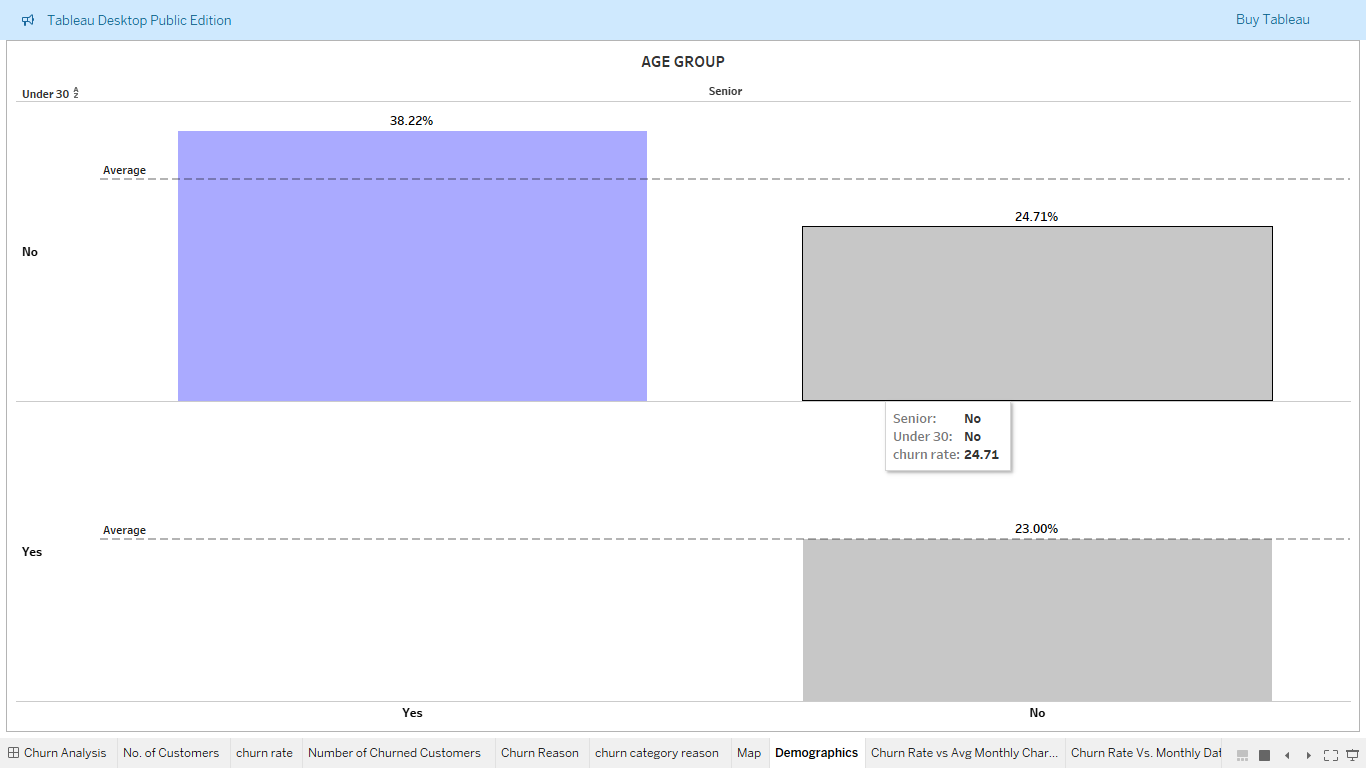 Tableau Desktop Public Edition
Buy Tableau
AGE GROUP
Under 30
Senior
38.22%
Average
24.71%
No
Senior: No
Under 30: No
churn rate: 24.71
Average
23.00%
Yes
Yes
No
Churn Analysis
No. of Customers
churn rate
Number of Churned Customers
Churn Reason
churn category reason
Map
Demographics
Churn Rate vs Avg Monthly Char...
Churn Rate Vs. Monthly Dat